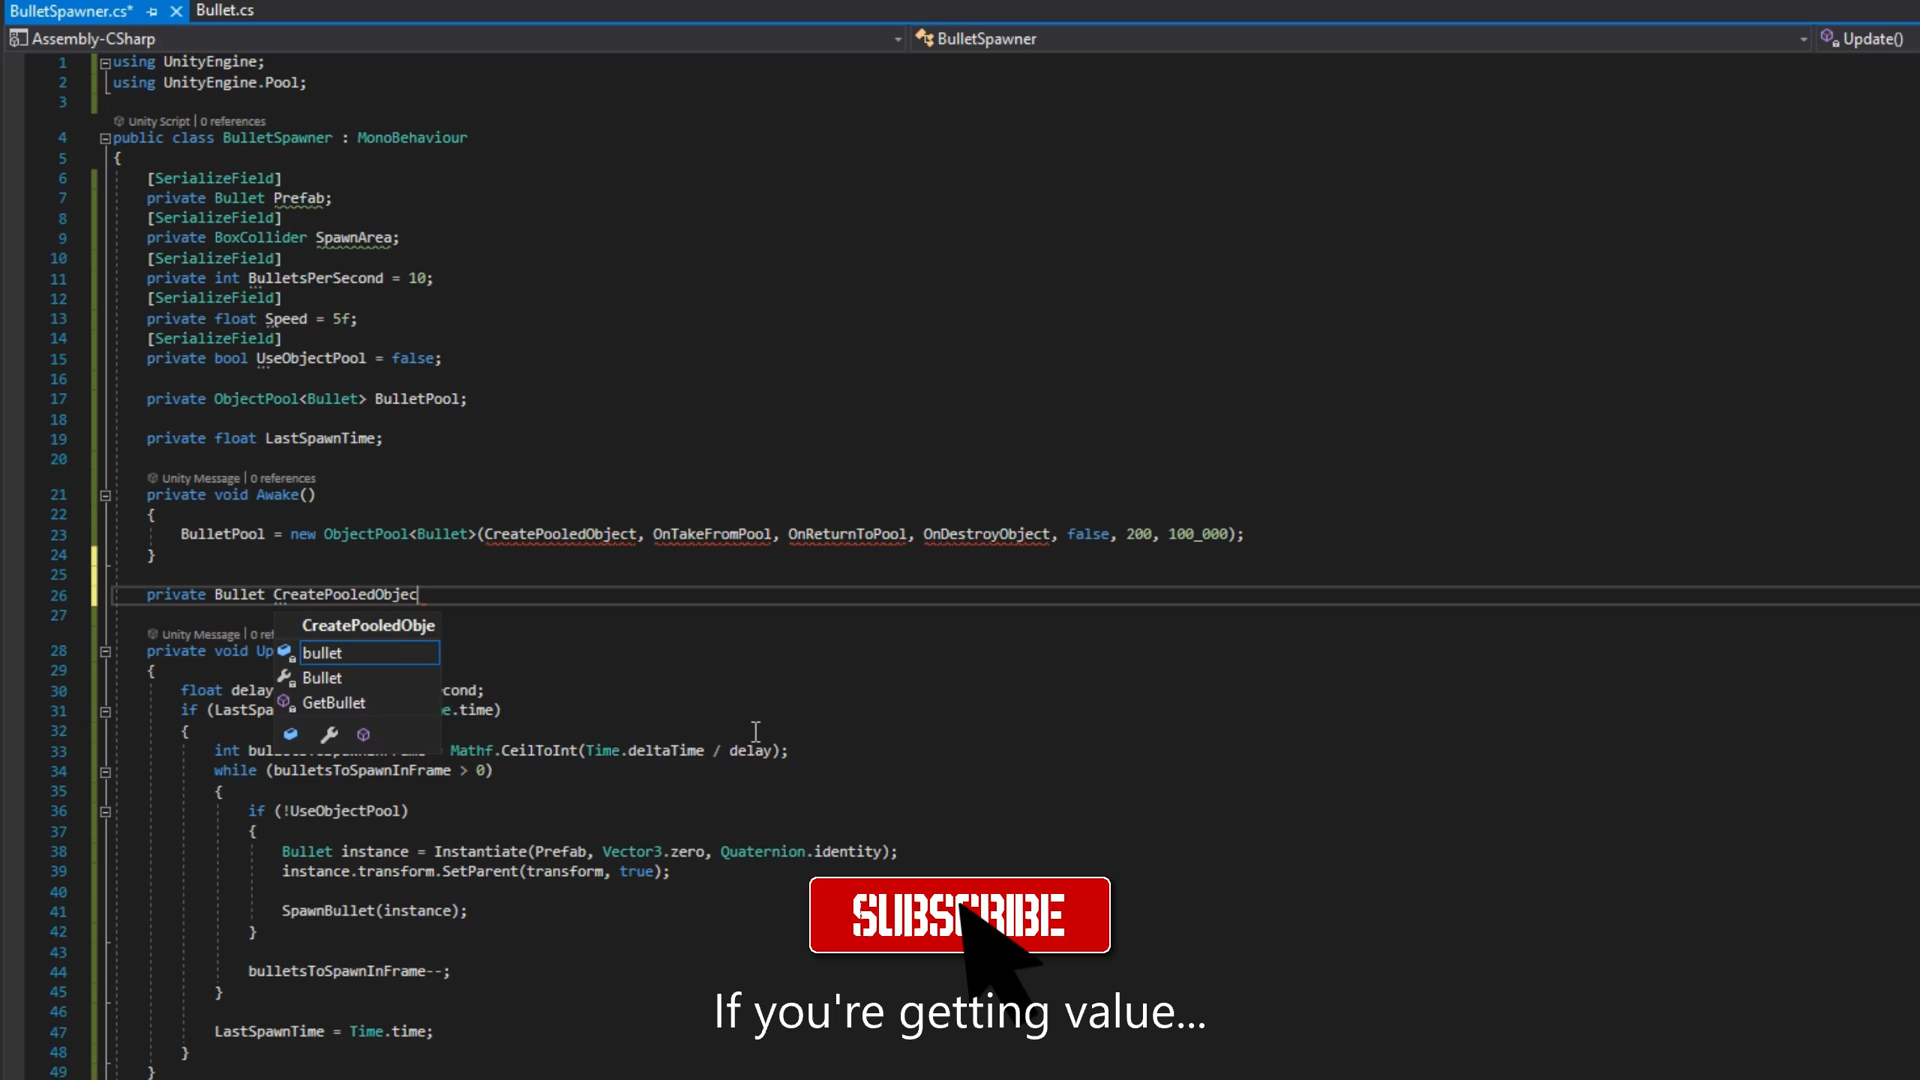 BulletSpawner.cs*
Bullet.cs
Assembly-CSharp
BulletSpawner
Update()
1 using UnityEngine;
2 using UnityEngine.Pool;
3
Unity Script | 0 references
4 public class BulletSpawner : MonoBehaviour
5 {
6 [SerializeField]
7 private Bullet Prefab;
8 [SerializeField]
9 private BoxCollider SpawnArea;
10 [SerializeField]
11 private int BulletsPerSecond = 10;
12 [SerializeField]
13 private float Speed = 5f;
14 [SerializeField]
15 private bool UseObjectPool = false;
16
17 private ObjectPool<Bullet> BulletPool;
18
19 private float LastSpawnTime;
20
Unity Message | 0 references
21 private void Awake()
22 {
23 BulletPool = new ObjectPool<Bullet>(CreatePooledObject, OnTakeFromPool, OnReturnToPool, OnDestroyObject, false, 200, 100_000);
24 }
25
26 private Bullet CreatePooledObjec
27
CreatePooledObje
bullet
Bullet
GetBullet
Unity Message | 0 ref
28 private void Up
29 {
30 float delay cond;
31 if (LastSpa e.time)
32 {
33 int bul Mathf.CeilToInt(Time.deltaTime / delay);
34 while (bulletsToSpawnInFrame > 0)
35 {
36 if (!UseObjectPool)
37 {
38 Bullet instance = Instantiate(Prefab, Vector3.zero, Quaternion.identity);
39 instance.transform.SetParent(transform, true);
40
41 SpawnBullet(instance);
42 }
43
44 bulletsToSpawnInFrame--;
45 }
46
47 LastSpawnTime = Time.time;
48 }
49 }
SUBSCRIBE
If you're getting value...